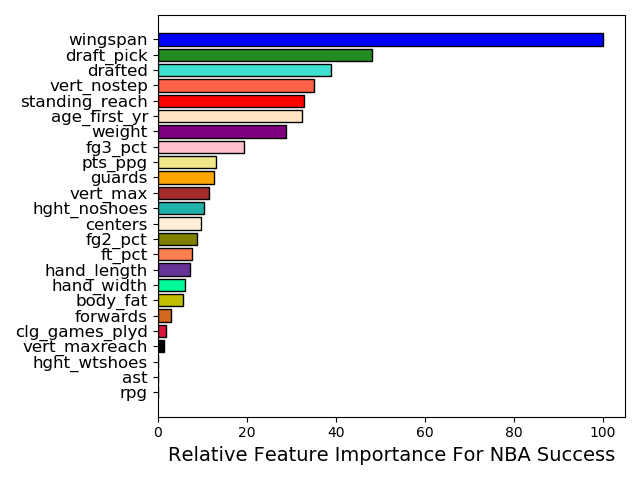 wingspan
draft_pick
drafted
vert_nostep
standing_reach
age_first_yr
weight
fg3_pct
pts_ppg
guards
vert_max
hght_noshoes
centers
fg2_pct
ft_pct
hand_length
hand_width
body_fat
forwards
clg_games_plyd
vert_maxreach
hght_wtshoes
ast
rpg
0 20 40 60 80 100
Relative Feature Importance For NBA Success